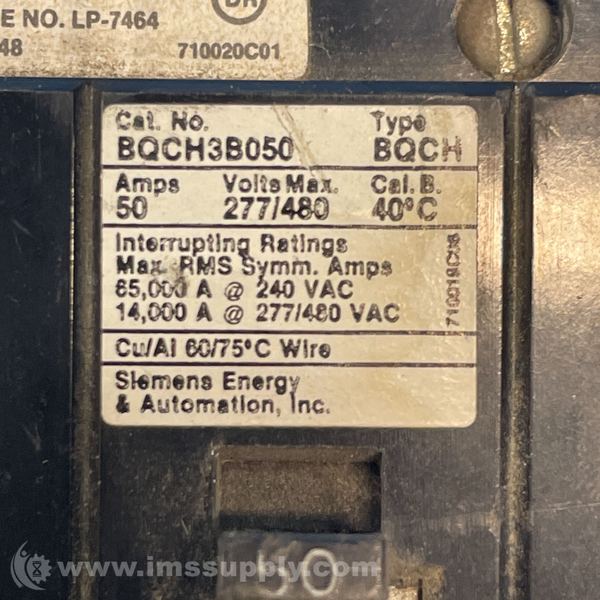 E NO. LP-7464
48 710020C01
Cat. No. Type
BQCH3B050 BQCH
Amps Volts Max. Cal. B.
50 277/480 40°C
Interrupting Ratings
Max. RMS Symm. Amps
65,000 A @ 240 VAC
14,000 A @ 277/480 VAC
Cu/Al 60/75°C Wire
Siemens Energy
& Automation, Inc.
50
www.imssupply.com